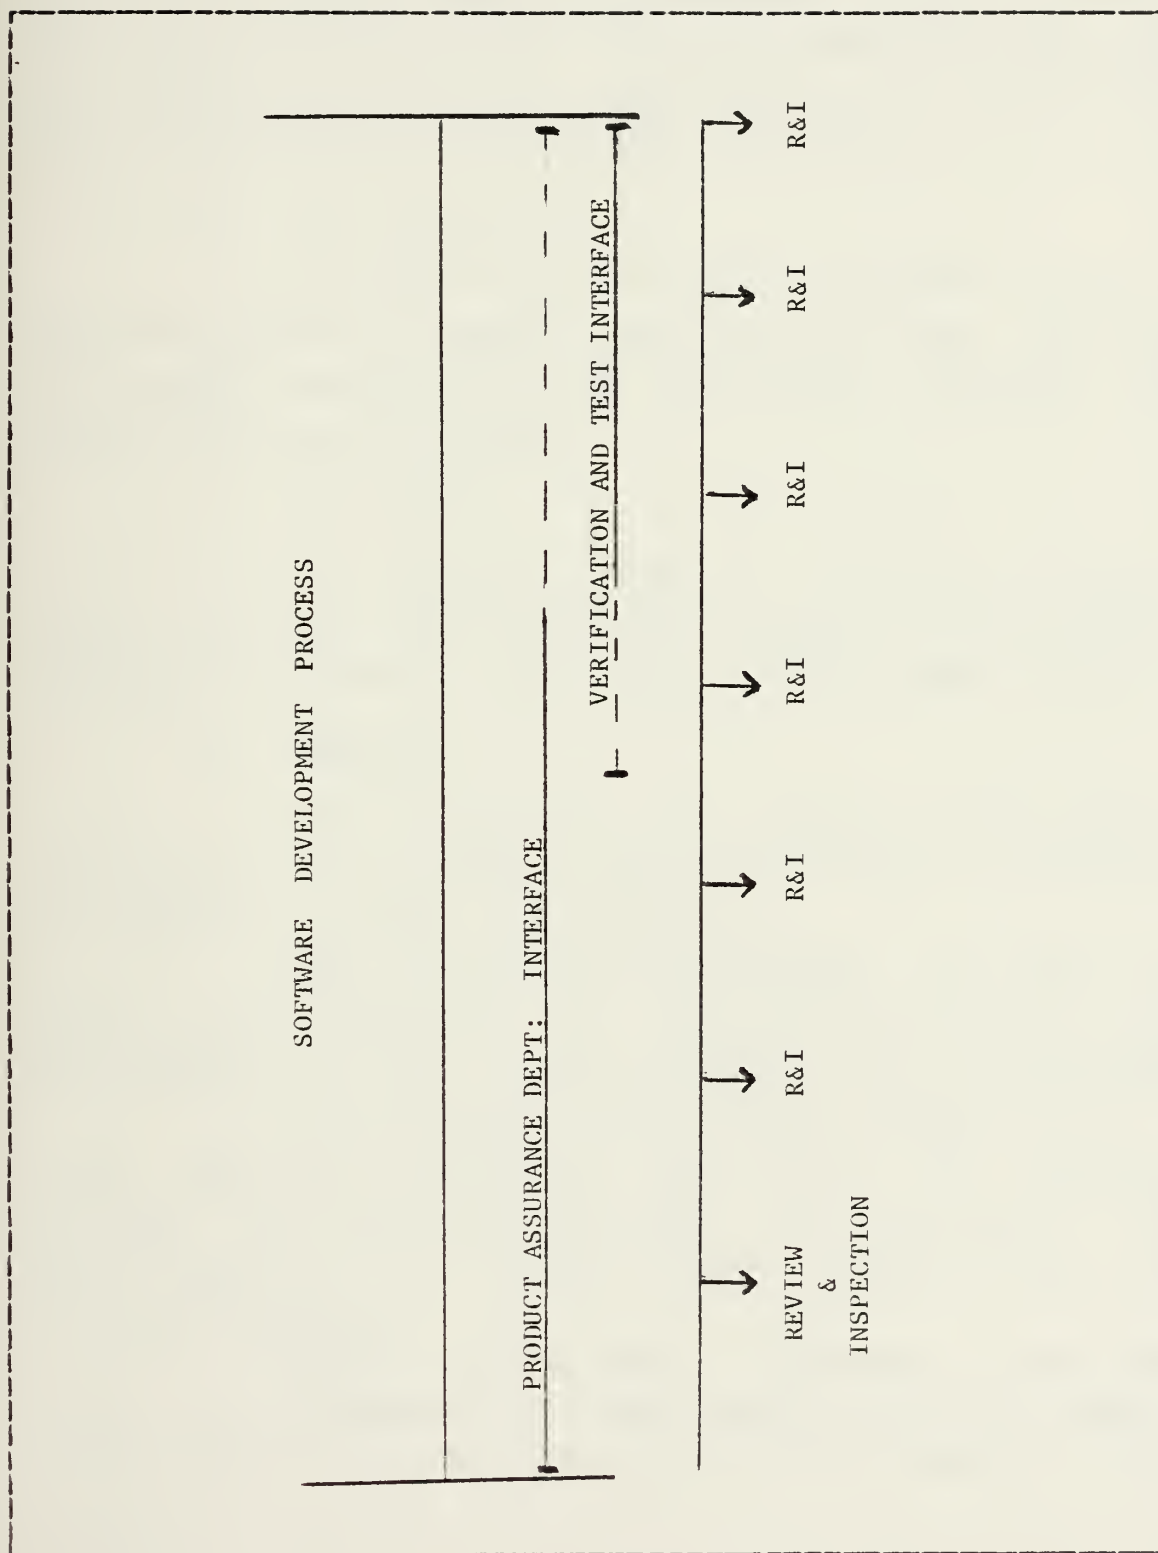 SOFTWARE DEVELOPMENT PROCESS
PRODUCT ASSURANCE DEPT: INTERFACE
VERIFICATION AND TEST INTERFACE
REVIEW
&
INSPECTION
R&I
R&I
R&I
R&I
R&I
R&I